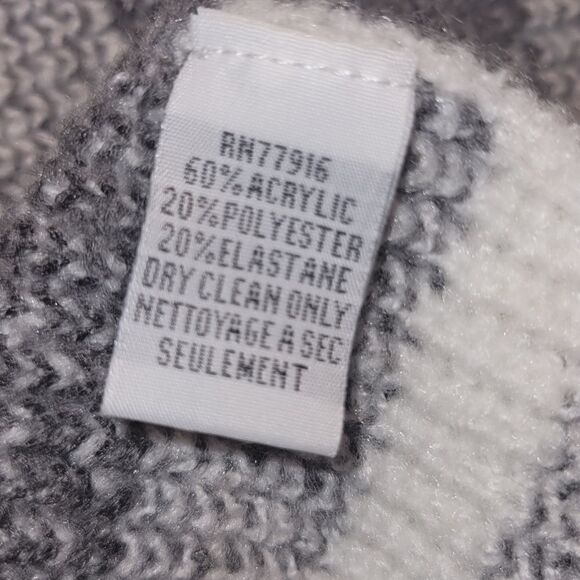 RN77916
60%ACRYLIC
20%POLYESTER
20%ELASTANE
DRY CLEAN ONLY
NETTOYAGE A SEC
SEULEMENT